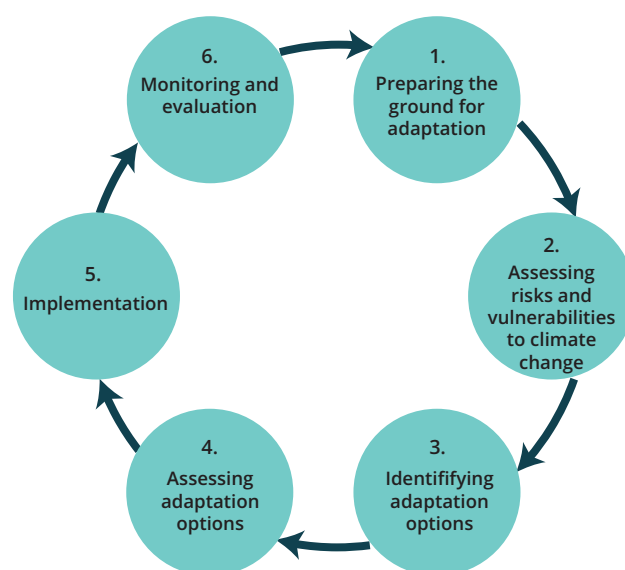 1.
Preparing the
ground for
adaptation
2.
Assessing
risks and
vulnerabilities
to climate
change
3.
Identififying
adaptation
options
4.
Assessing
adaptation
options
5.
Implementation
6.
Monitoring and
evaluation